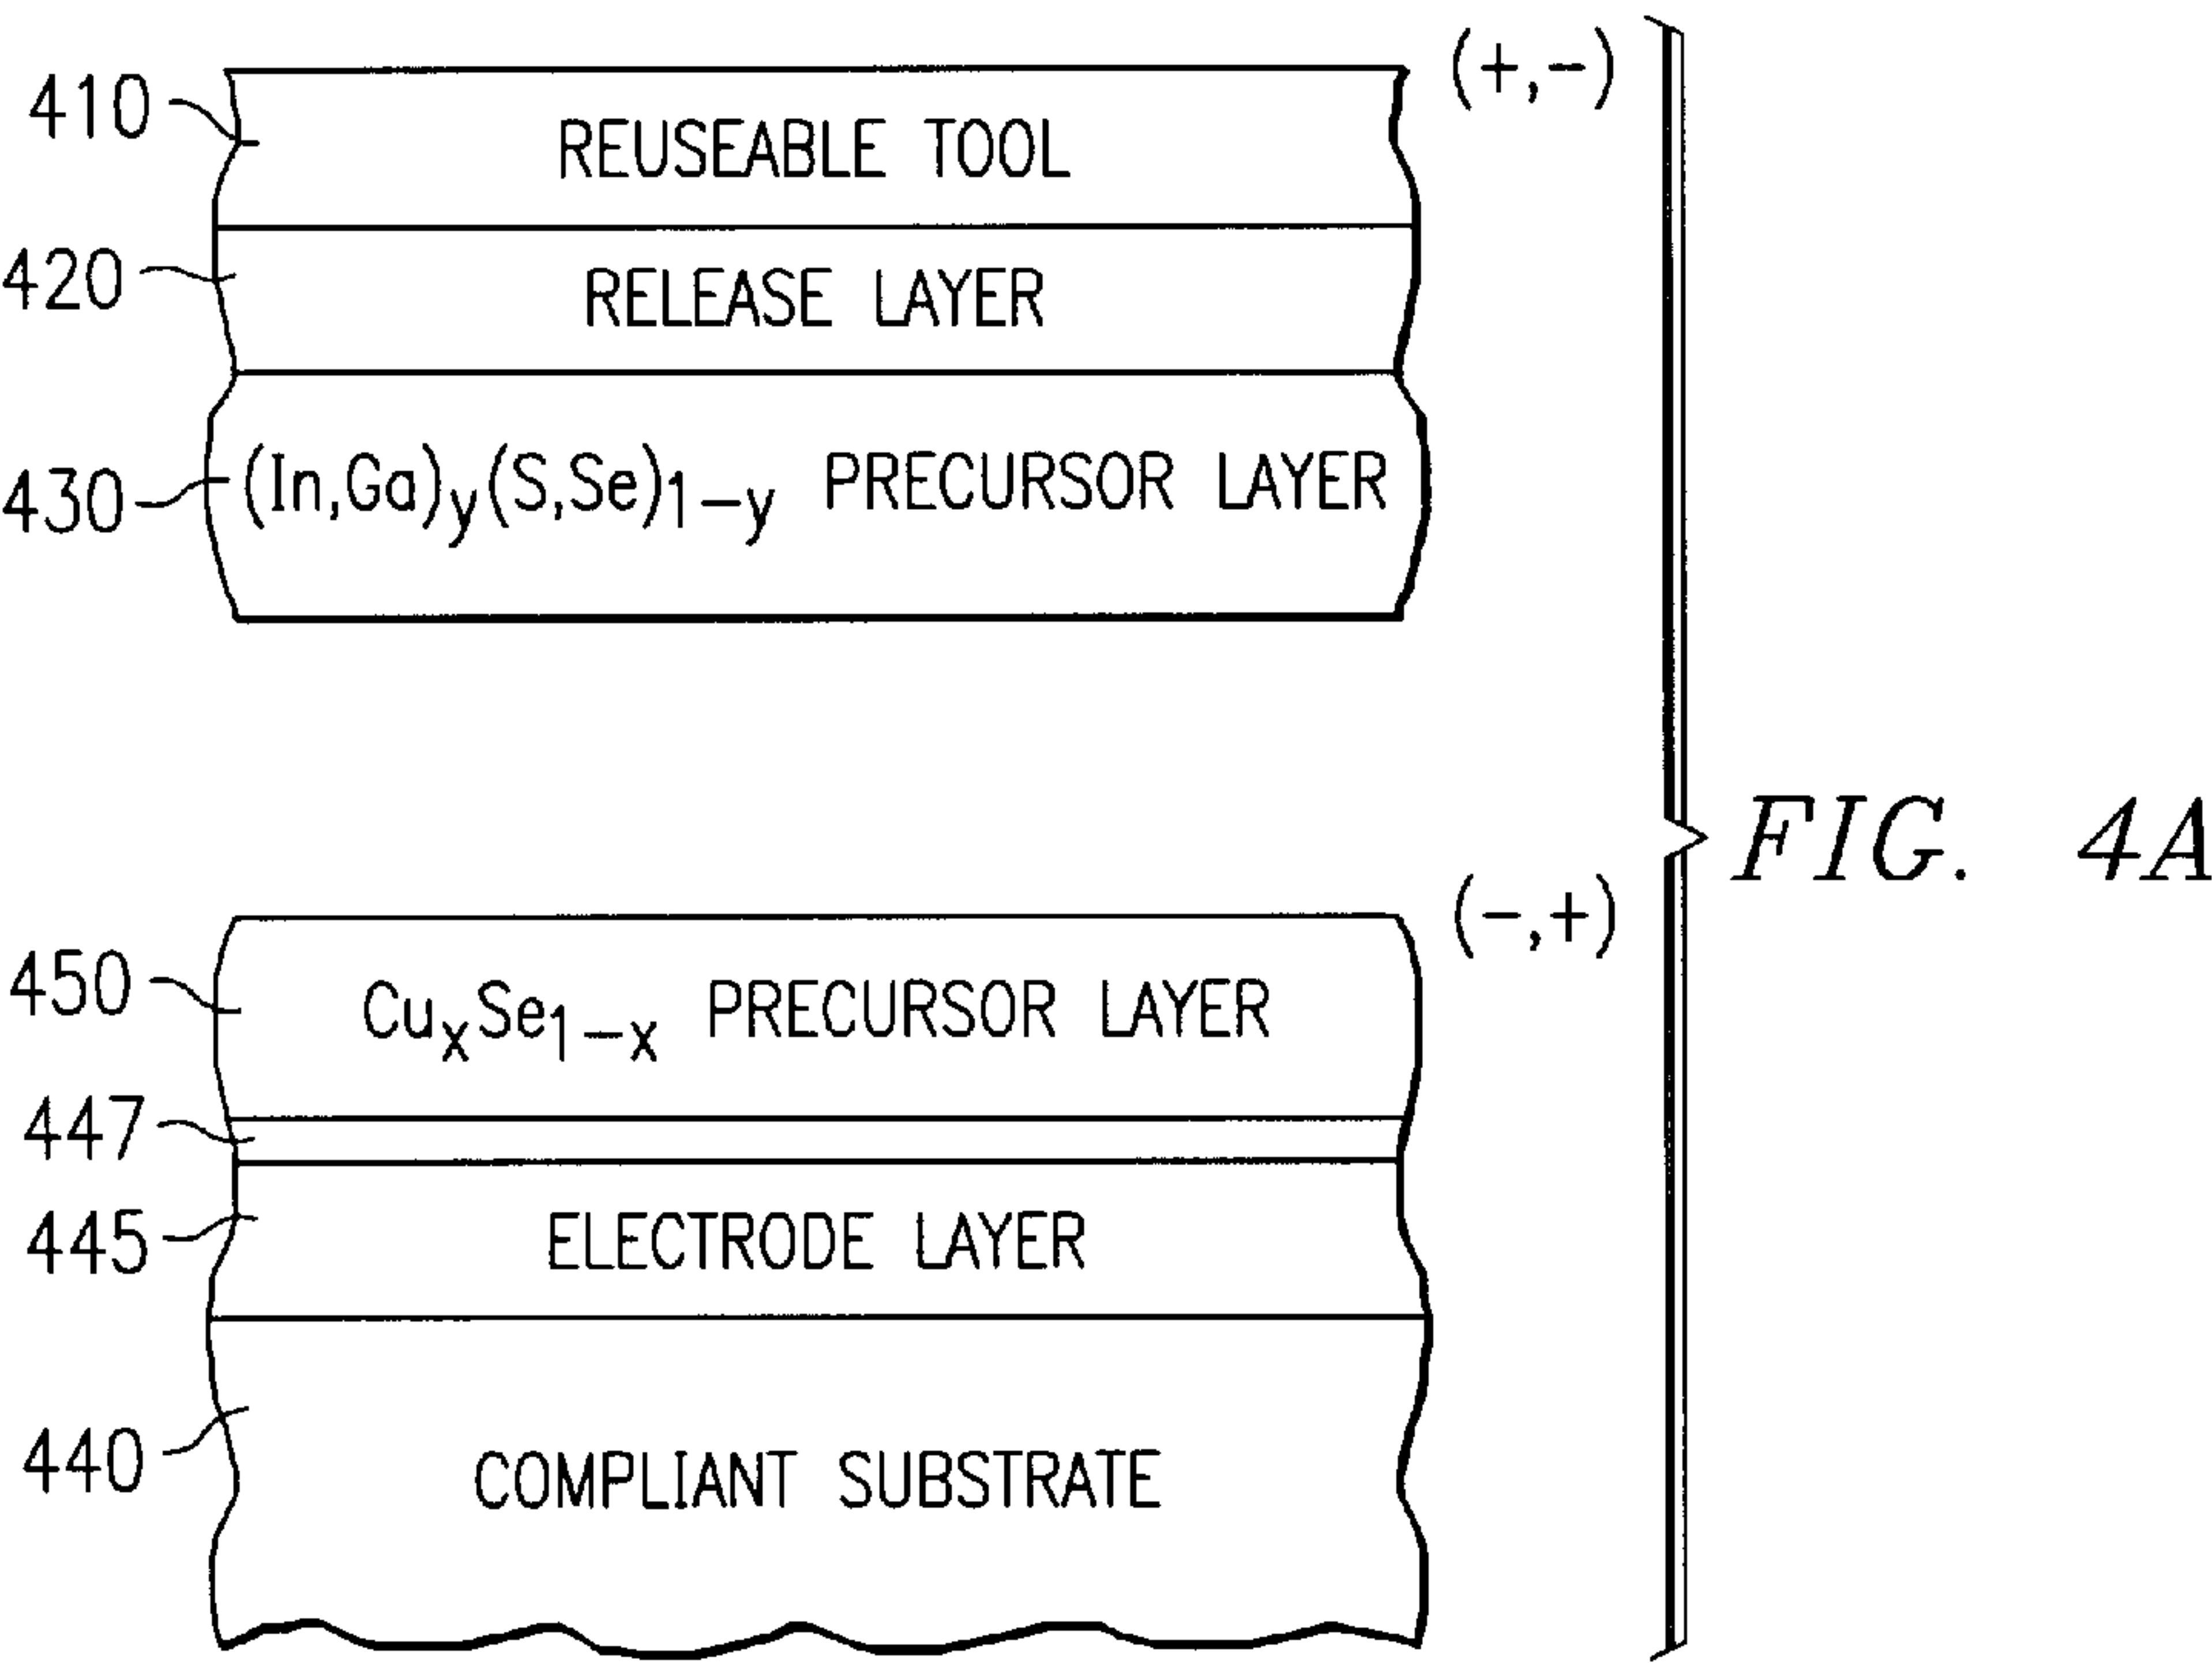 (+,-)
410
REUSEABLE TOOL
420
RELEASE LAYER
430
(In,Ga)y(S,Se)1-y PRECURSOR LAYER
FIG. 4A
(-,+)
450
CuxSe1-x PRECURSOR LAYER
447
445
ELECTRODE LAYER
440
COMPLIANT SUBSTRATE